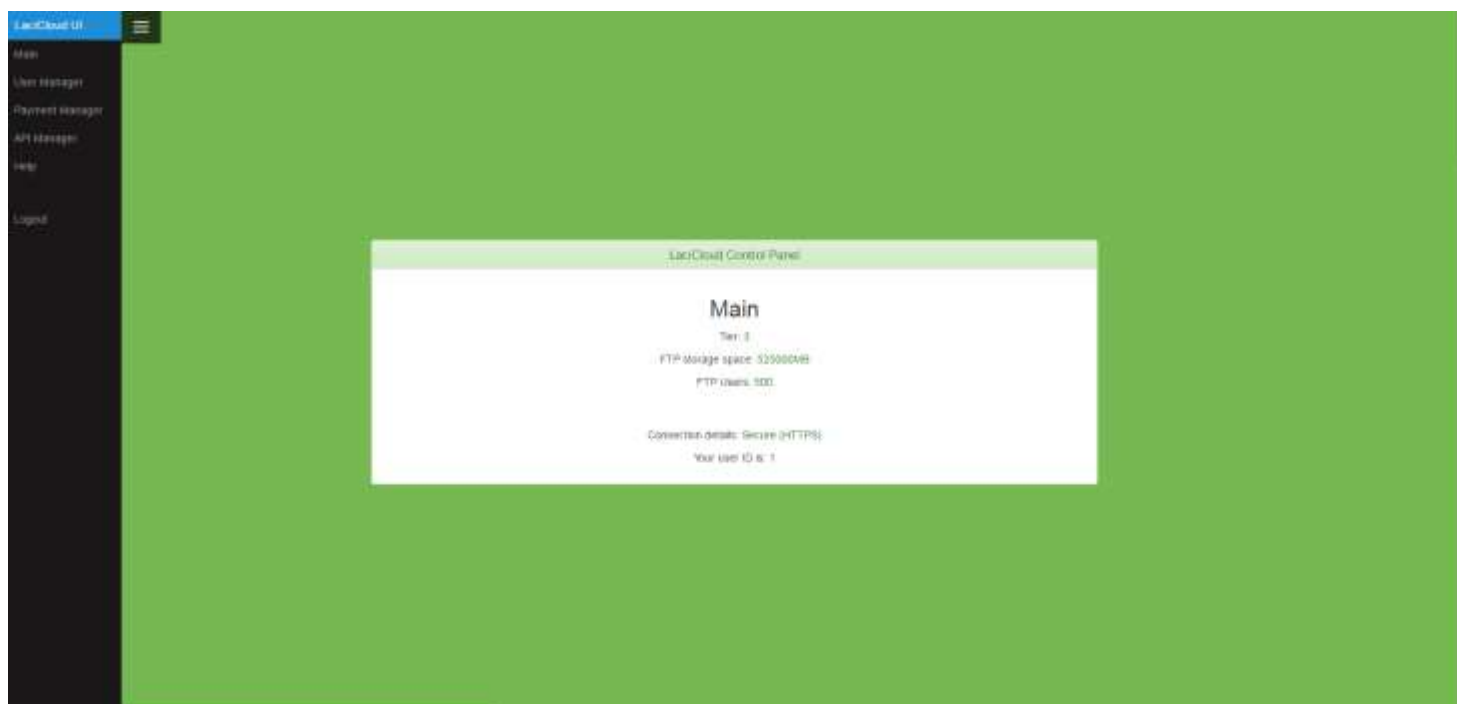 LaciCloud UI
Main
User Manager
Payment Manager
API Manager
Help
Logout
LaciCloud Control Panel
Main
Tier:
FTP storage space: 525000MB
FTP Users: 500
Connection details: Secure (HTTPS)
Your user ID is: 1